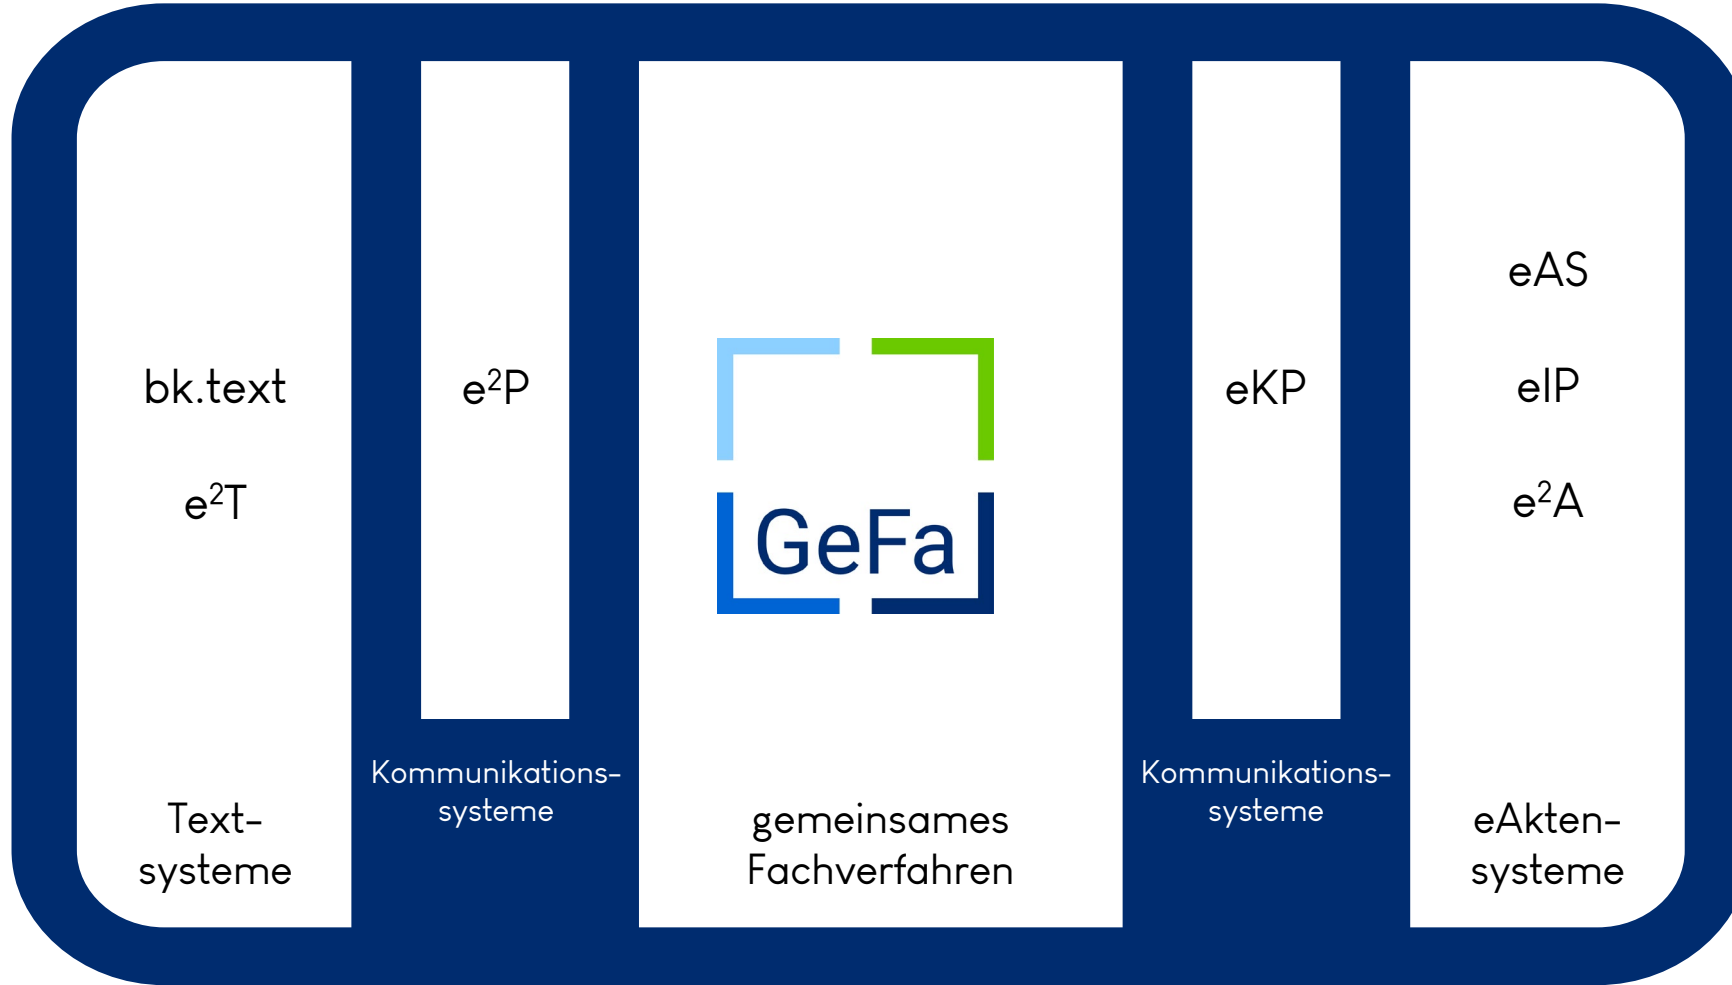 bk.text
e²T
Text-
systeme
e²P
Kommunikations-
systeme
GeFa
gemeinsames
Fachverfahren
eKP
Kommunikations-
systeme
eAS
eIP
e²A
eAkten-
systeme